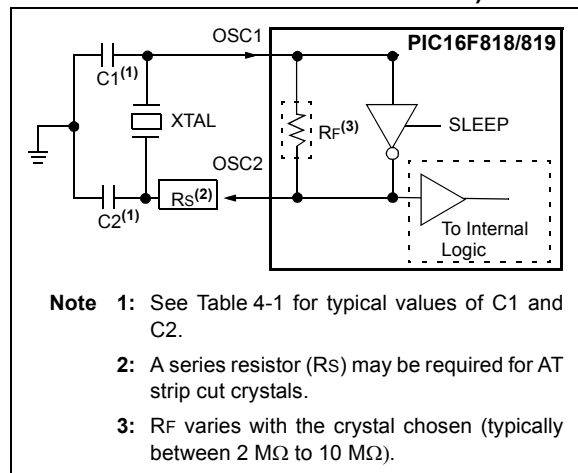 OSC1
PIC16F818/819
C1(1)
XTAL
RF(3)
SLEEP
OSC2
RS(2)
C2(1)
To Internal
Logic
Note 1: See Table 4-1 for typical values of C1 and
C2.
2: A series resistor (RS) may be required for AT
strip cut crystals.
3: RF varies with the crystal chosen (typically
between 2 MΩ to 10 MΩ).